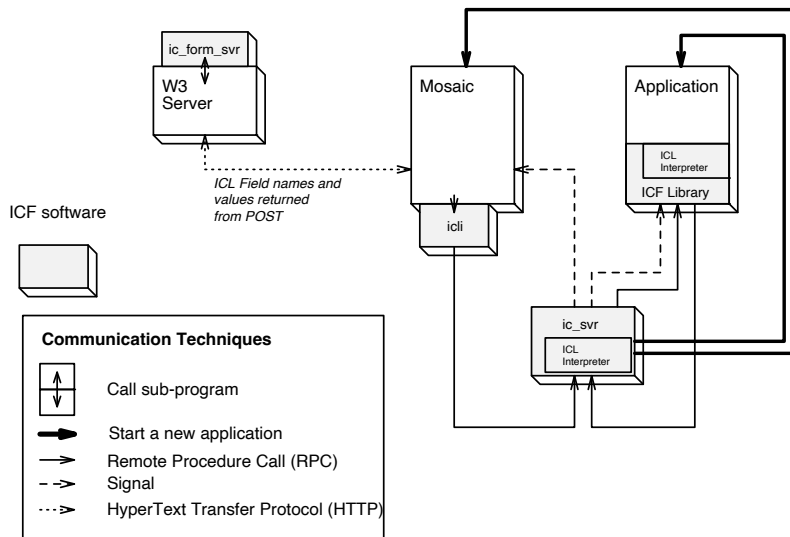 ic_form_svr
W3
Server
Mosaic
Application
ICL
Interpreter
ICF Library
ICL Field names and
values returned
from POST
icli
ICF software
ic_svr
ICL
Interpreter
Communication Techniques
Call sub-program
Start a new application
Remote Procedure Call (RPC)
Signal
HyperText Transfer Protocol (HTTP)